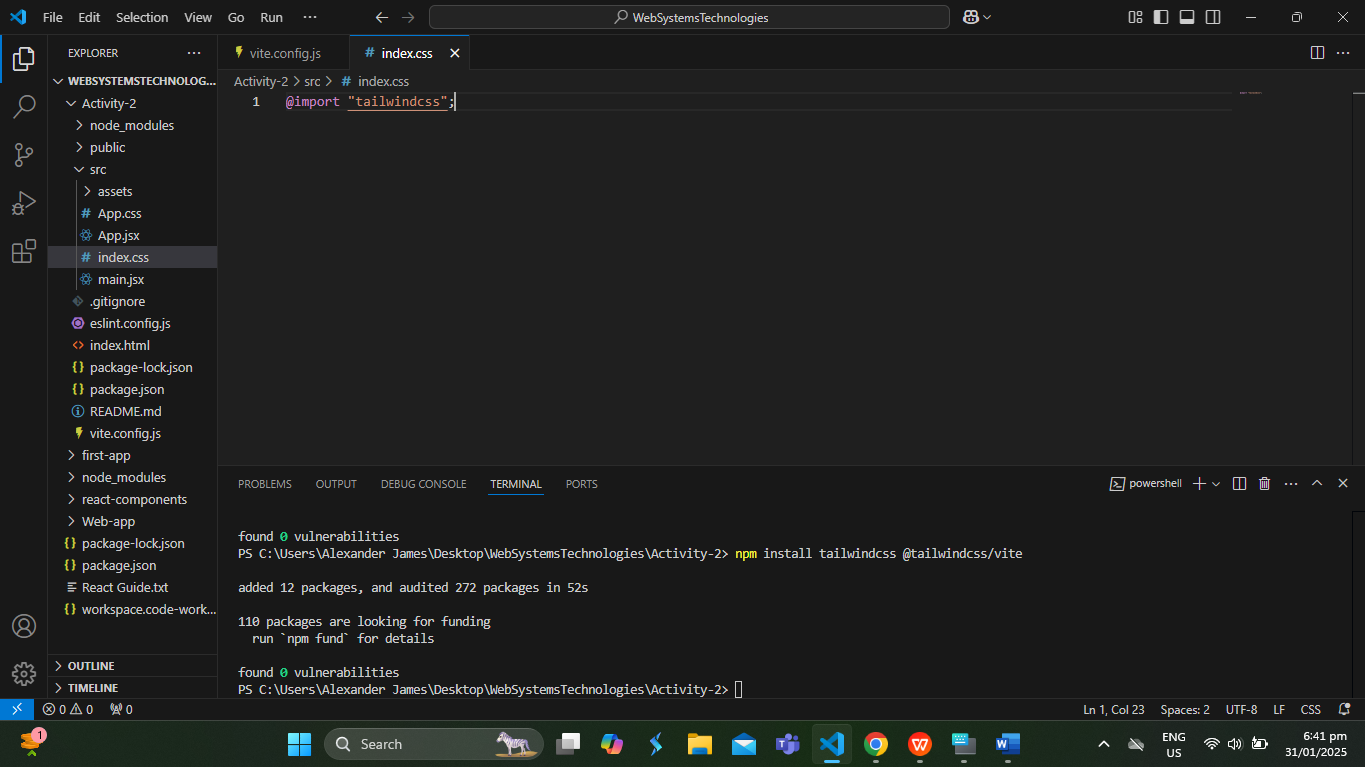 File Edit Selection View Go Run ··· WebSystemsTechnologies
EXPLORER ···
WEBSYSTEMSTECHNOLOG...
Activity-2
node_modules
public
src
assets
App.css
App.jsx
index.css
main.jsx
.gitignore
eslint.config.js
index.html
package-lock.json
package.json
README.md
vite.config.js
first-app
node_modules
react-components
Web-app
package-lock.json
package.json
React Guide.txt
workspace.code-work...
OUTLINE
TIMELINE
vite.config.js # index.css
Activity-2 > src > # index.css
1 @import "tailwindcss";
PROBLEMS OUTPUT DEBUG CONSOLE TERMINAL PORTS powershell
found 0 vulnerabilities
PS C:\Users\Alexander James\Desktop\WebSystemsTechnologies\Activity-2> npm install tailwindcss @tailwindcss/vite
added 12 packages, and audited 272 packages in 52s
110 packages are looking for funding
run `npm fund` for details
found 0 vulnerabilities
PS C:\Users\Alexander James\Desktop\WebSystemsTechnologies\Activity-2>
0 0 0 Ln 1, Col 23 Spaces: 2 UTF-8 LF CSS
1 Search ENG 6:41 pm
US 31/01/2025